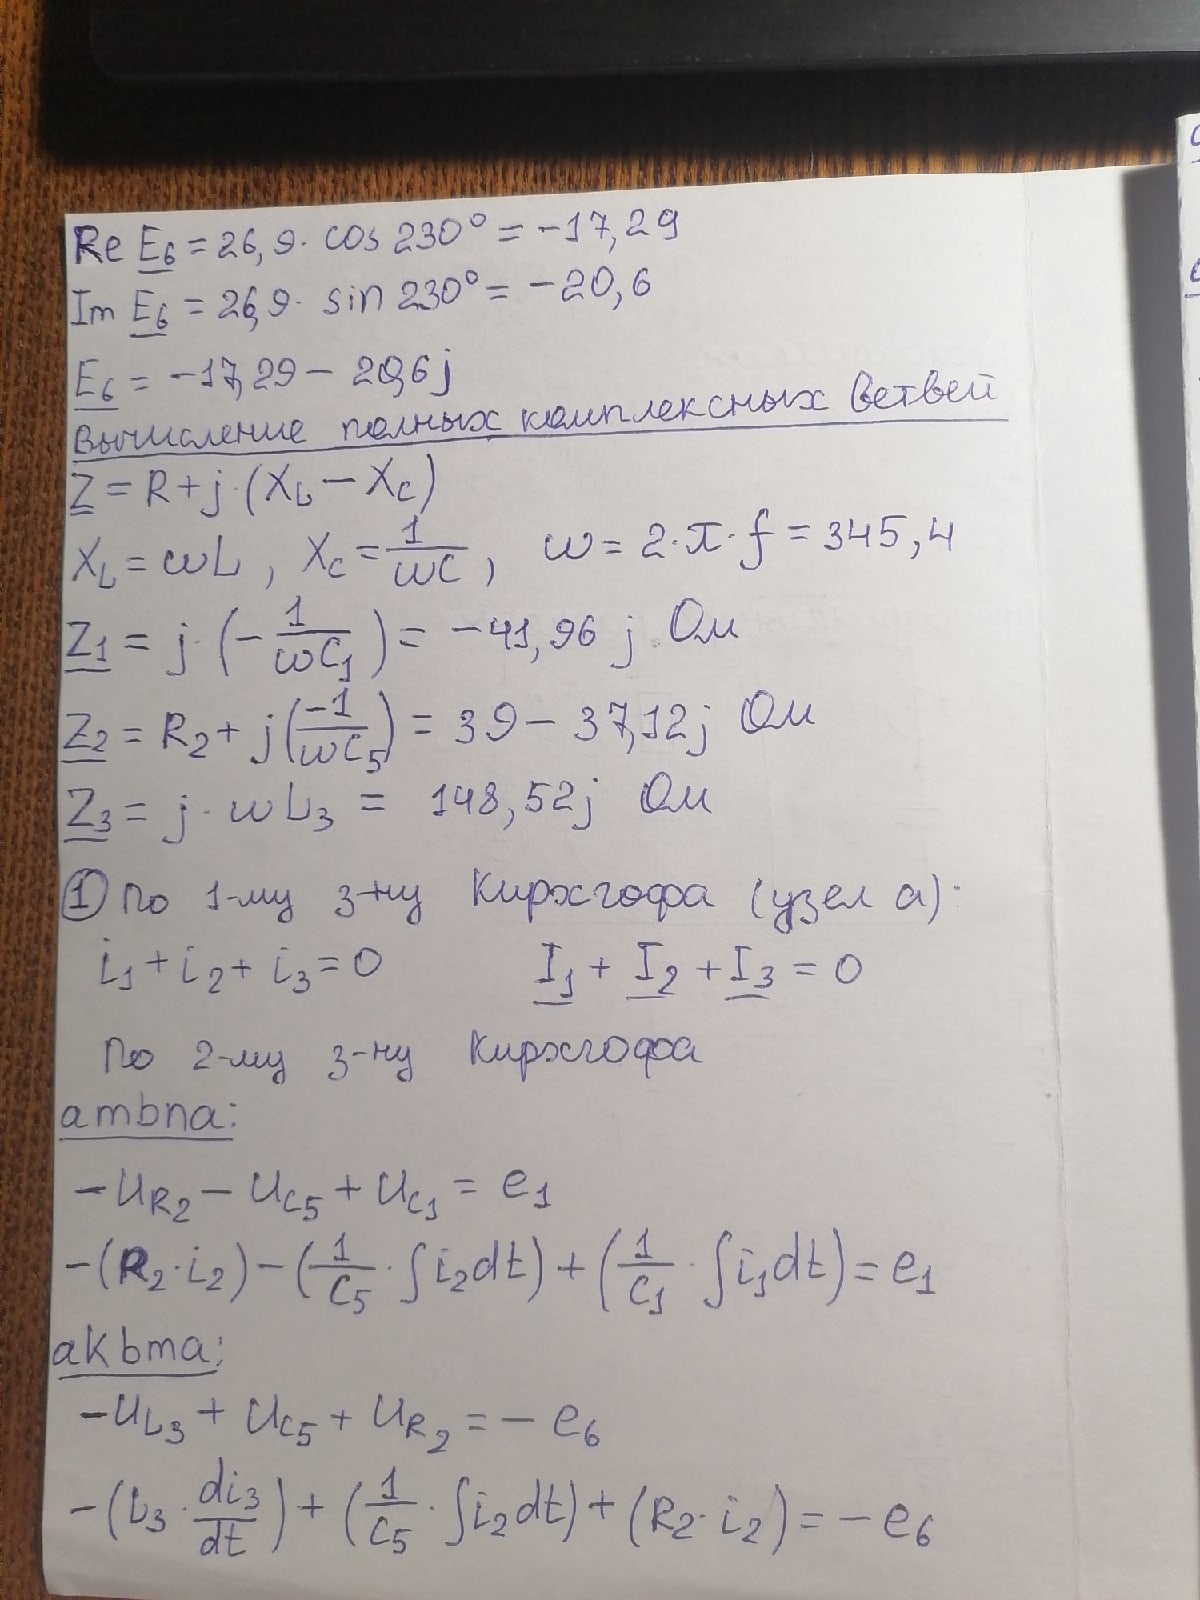 Re E6 = 26,9 · cos 230° = -17,29
Im E6 = 26,9 · sin 230° = -20,6
E6 = -17,29 - 20,6j
Вычисление полных комплексных ветвей
Z = R + j · (XL - XC)
XL = ωL , XC = 1/ωC , ω = 2·π·f = 345,4
Z1 = j · (- 1/ωC1) = -41,96 j Ом
Z2 = R2 + j(-1/ωC5) = 39 - 37,12j Ом
Z3 = j · ωL3 = 148,52j Ом
① По 1-му з-ну Кирхгофа (узел a):
i1 + i2 + i3 = 0 I1 + I2 + I3 = 0
По 2-му з-ну Кирхгофа
ambna:
-UR2 - UC5 + UC1 = e1
-(R2·i2) - (1/C5 · ∫i2dt) + (1/C1 · ∫i1dt) = e1
akbma:
-UL3 + UC5 + UR2 = -e6
-(L3 · di3/dt) + (1/C5 · ∫i2dt) + (R2·i2) = -e6